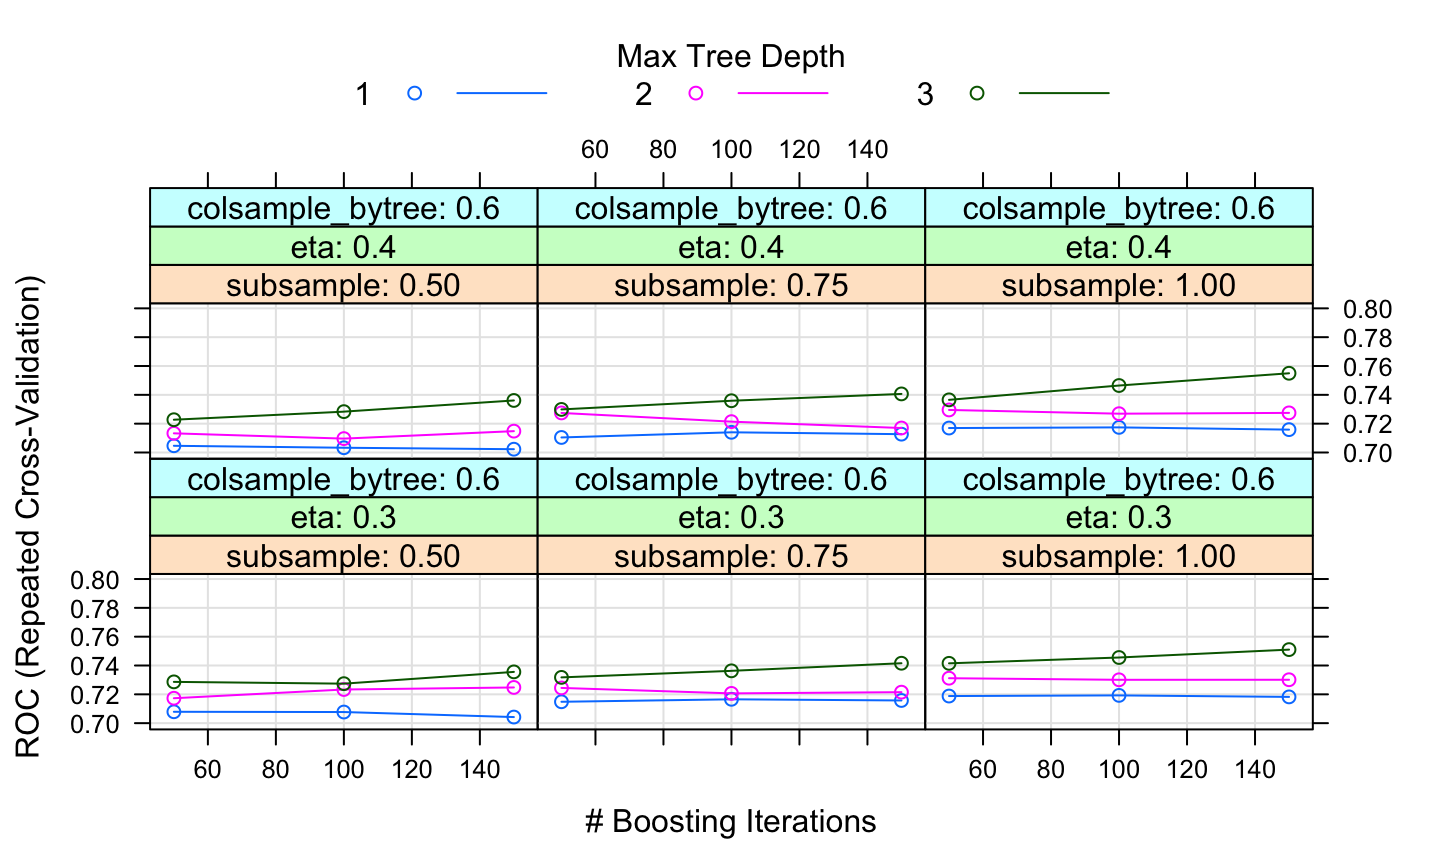 Max Tree Depth
1 2 3
60 80 100 120 140
colsample_bytree: 0.6 colsample_bytree: 0.6 colsample_bytree: 0.6
eta: 0.4 eta: 0.4 eta: 0.4
subsample: 0.50 subsample: 0.75 subsample: 1.00
0.80
0.78
0.76
0.74
0.72
0.70
colsample_bytree: 0.6 colsample_bytree: 0.6 colsample_bytree: 0.6
eta: 0.3 eta: 0.3 eta: 0.3
subsample: 0.50 subsample: 0.75 subsample: 1.00
0.80
0.78
0.76
0.74
0.72
0.70
60 80 100 120 140 60 80 100 120 140
# Boosting Iterations
ROC (Repeated Cross-Validation)